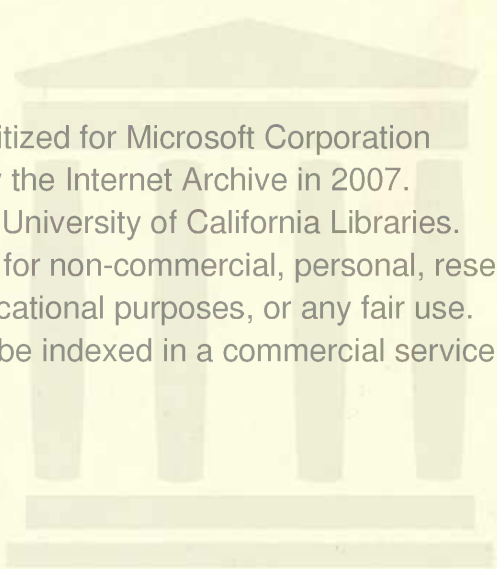 itized for Microsoft Corporation
the Internet Archive in 2007.
University of California Libraries.
for non-commercial, personal, rese
cational purposes, or any fair use.
be indexed in a commercial service